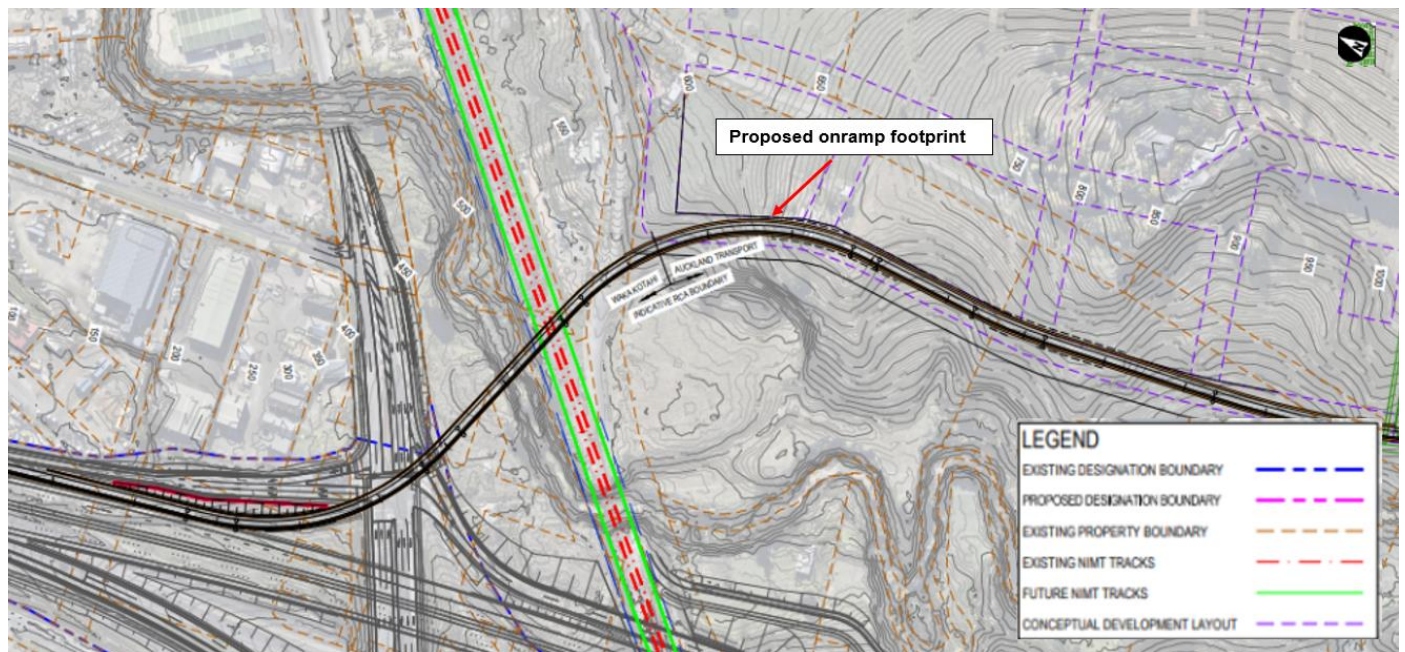 N
600
650
Proposed onramp footprint
550
750
800
850
500
900
950
1000
AUCKLAND TRANSPORT
WAKA KOTAHI
INDICATIVE RCA BOUNDARY
450
400
100
150
200
250
300
350
LEGEND
EXISTING DESIGNATION BOUNDARY
PROPOSED DESIGNATION BOUNDARY
EXISTING PROPERTY BOUNDARY
EXISTING NIMT TRACKS
FUTURE NIMT TRACKS
CONCEPTUAL DEVELOPMENT LAYOUT